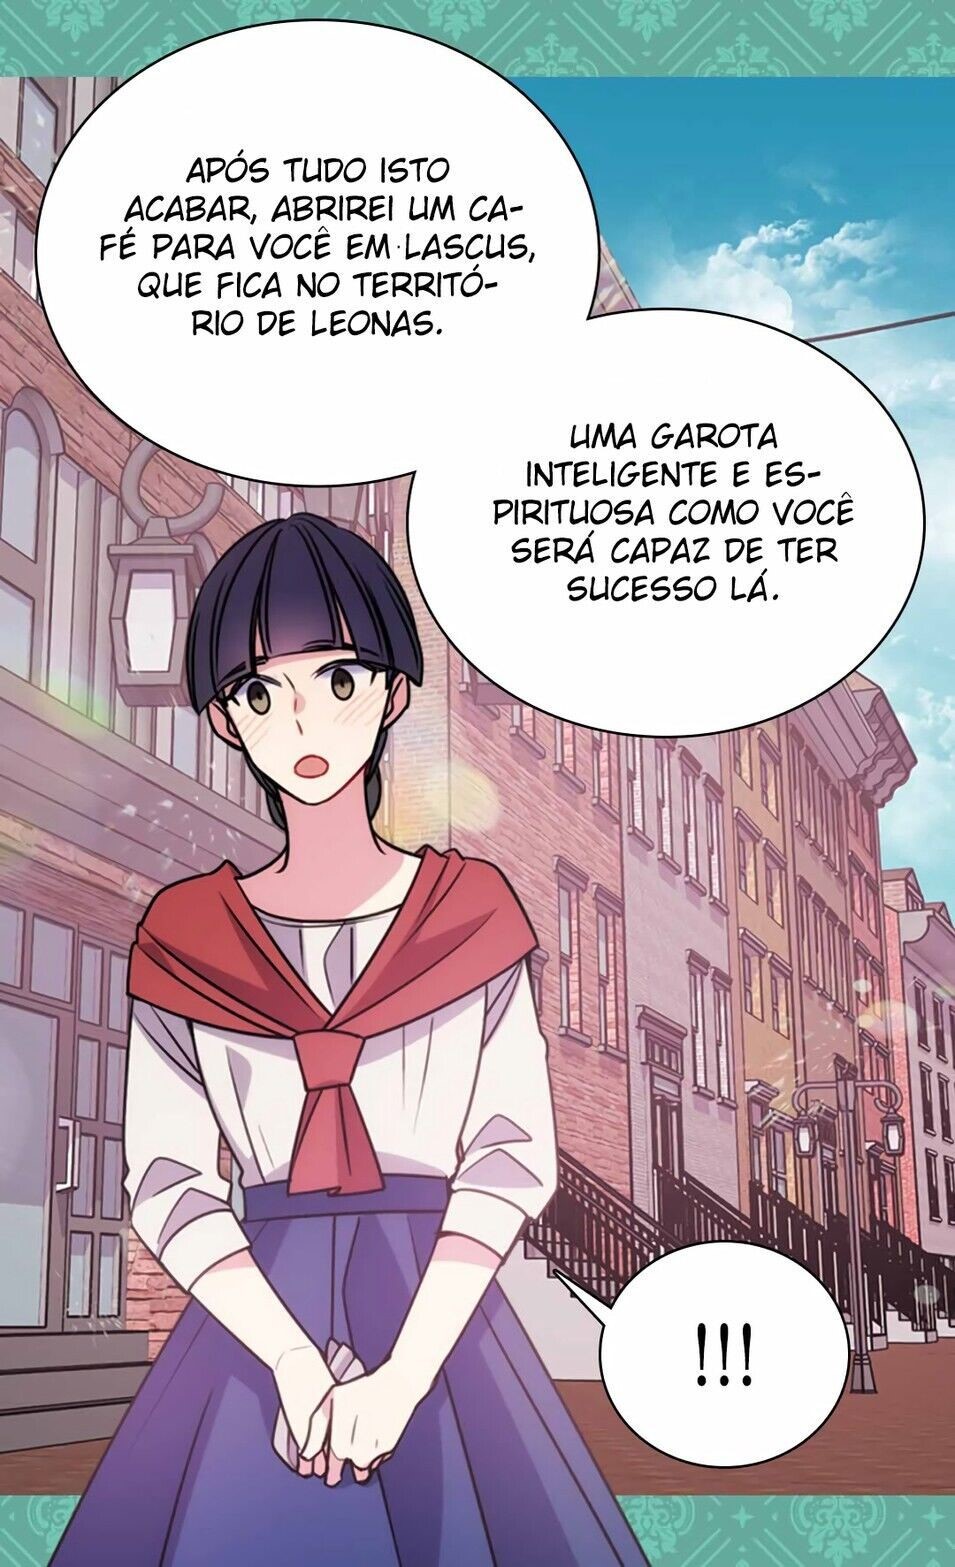 APÓS TUDO ISTO
ACABAR, ABRIREI UM CA-
FÉ PARA VOCÊ EM LASCUS,
QUE FICA NO TERRITÓ-
RIO DE LEONAS.
UMA GAROTA
INTELIGENTE E ES-
PIRITUOSA COMO VOCÊ
SERÁ CAPAZ DE TER
SUCESSO LÁ.
!!!